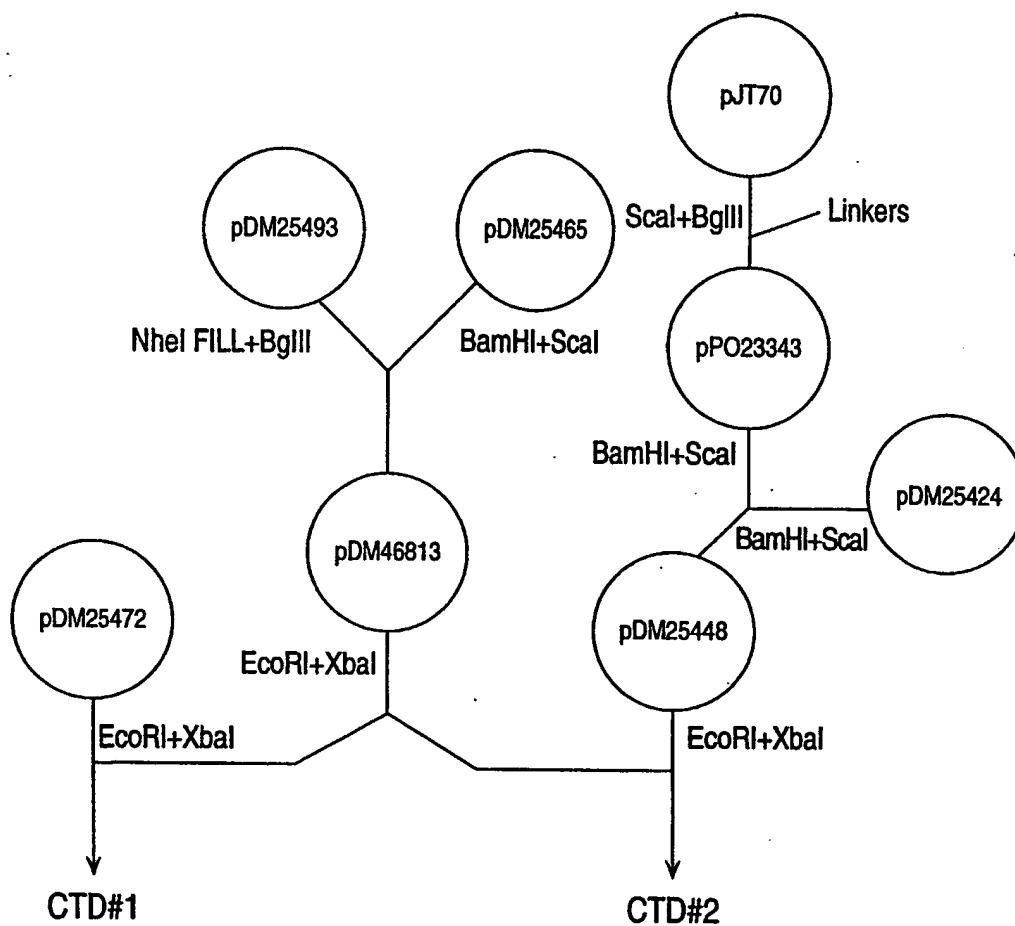 pJT70
ScaI+BglII
Linkers
pDM25493
pDM25465
NheI FILL+BglII
BamHI+ScaI
pPO23343
BamHI+ScaI
pDM25424
BamHI+ScaI
pDM46813
pDM25472
pDM25448
EcoRI+XbaI
EcoRI+XbaI
EcoRI+XbaI
CTD#1
CTD#2